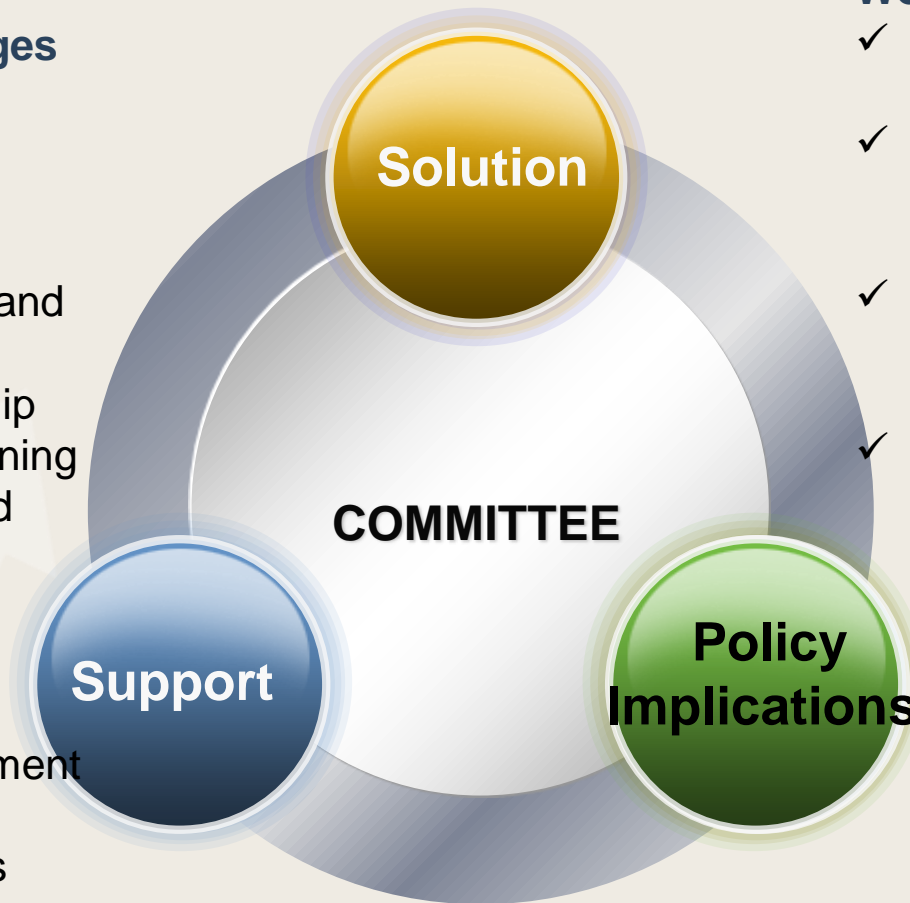 ges
and
ip
ning
d
ment
s
Solution
COMMITTEE
Support
Policy
Implications
✓
✓
✓
✓